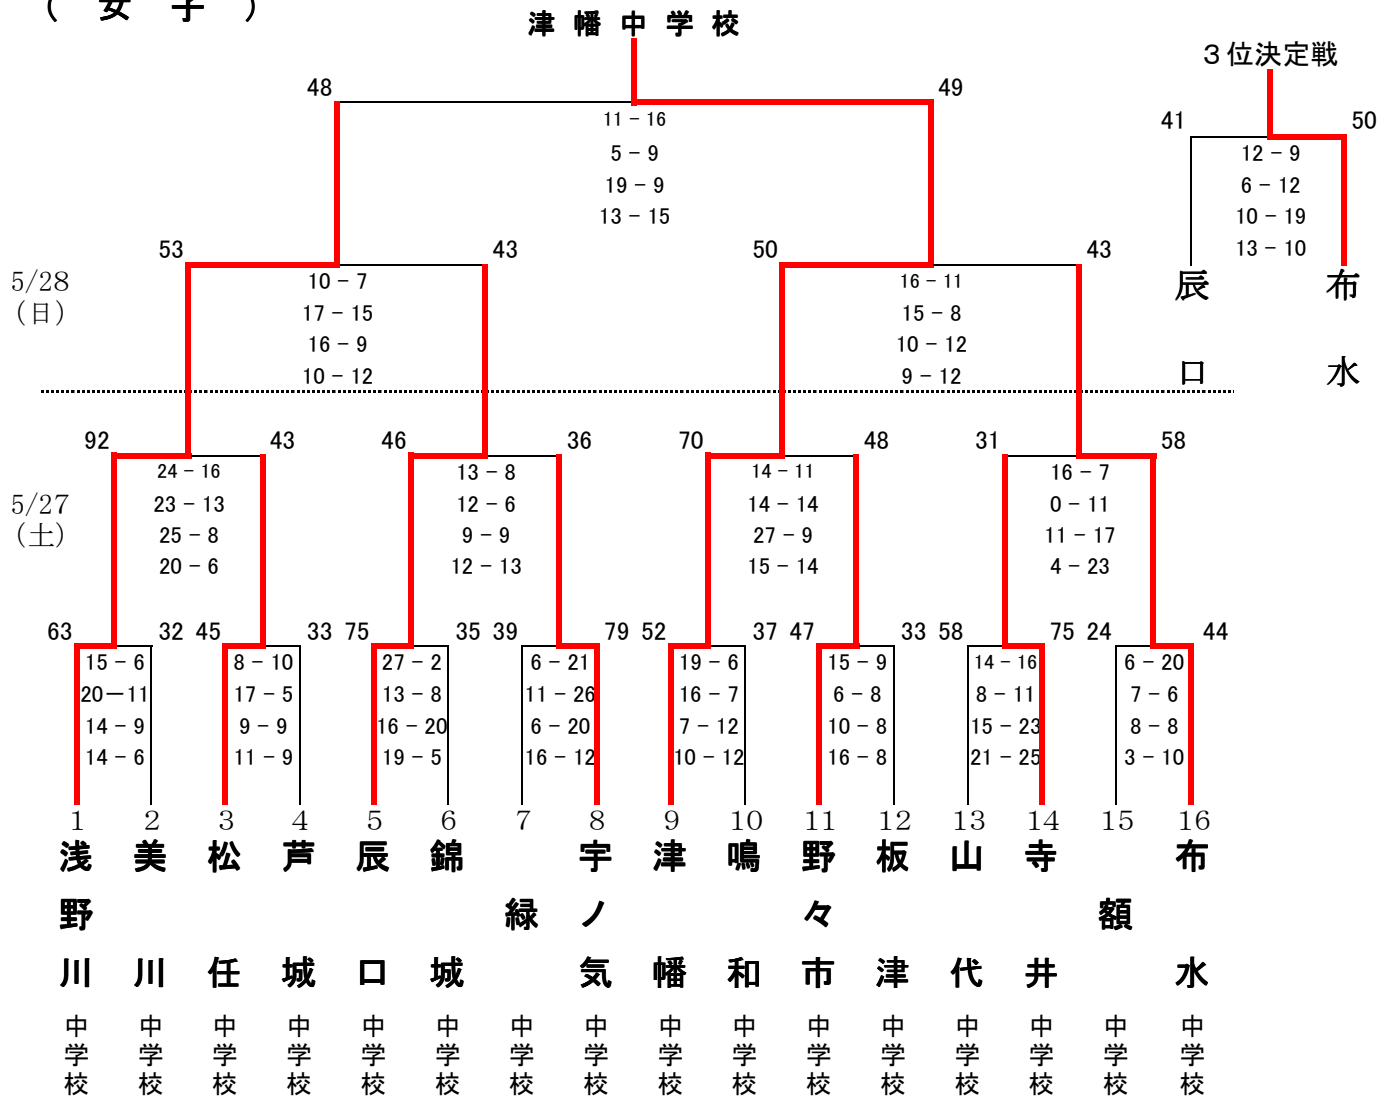 （ 女 子 ）
津 幡 中 学 校
３位決定戦
48 49
11 − 16
5 − 9
19 − 9
13 − 15
41 50
12 − 9
6 − 12
10 − 19
13 − 10
辰口 布水
5/28
（日）
53 43 50 43
10 − 7 16 − 11
17 − 15 15 − 8
16 − 9 10 − 12
10 − 12 9 − 12
5/27
（土）
92 43 46 36 70 48 31 58
24 − 16 13 − 8 14 − 11 16 − 7
23 − 13 12 − 6 14 − 14 0 − 11
25 − 8 9 − 9 27 − 9 11 − 17
20 − 6 12 − 13 15 − 14 4 − 23
63 32 45 33 75 35 39 79 52 37 47 33 58 75 24 44
15 − 6 8 − 10 27 − 2 6 − 21 19 − 6 15 − 9 14 − 16 6 − 20
20−11 17 − 5 13 − 8 11 − 26 16 − 7 6 − 8 8 − 11 7 − 6
14 − 9 9 − 9 16 − 20 6 − 20 7 − 12 10 − 8 15 − 23 8 − 8
14 − 6 11 − 9 19 − 5 16 − 12 10 − 12 16 − 8 21 − 25 3 − 10
1 2 3 4 5 6 7 8 9 10 11 12 13 14 15 16
浅野川中学校
美川中学校
松任中学校
芦城中学校
辰口中学校
錦城中学校
緑中学校
宇ノ気中学校
津幡中学校
鳴和中学校
野々市中学校
板津中学校
山代中学校
寺井中学校
額中学校
布水中学校